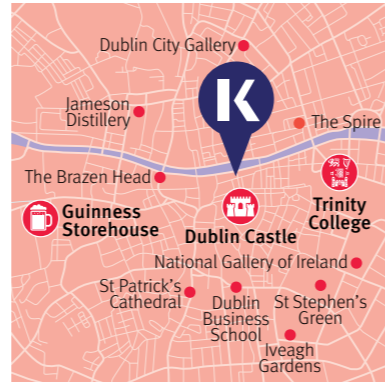 Dublin City Gallery
K
Jameson
Distillery
The Spire
The Brazen Head
Guinness
Storehouse
Dublin Castle
Trinity
College
National Gallery of Ireland
St Patrick's
Cathedral
Dublin
Business
School
St Stephen's
Green
Iveagh
Gardens